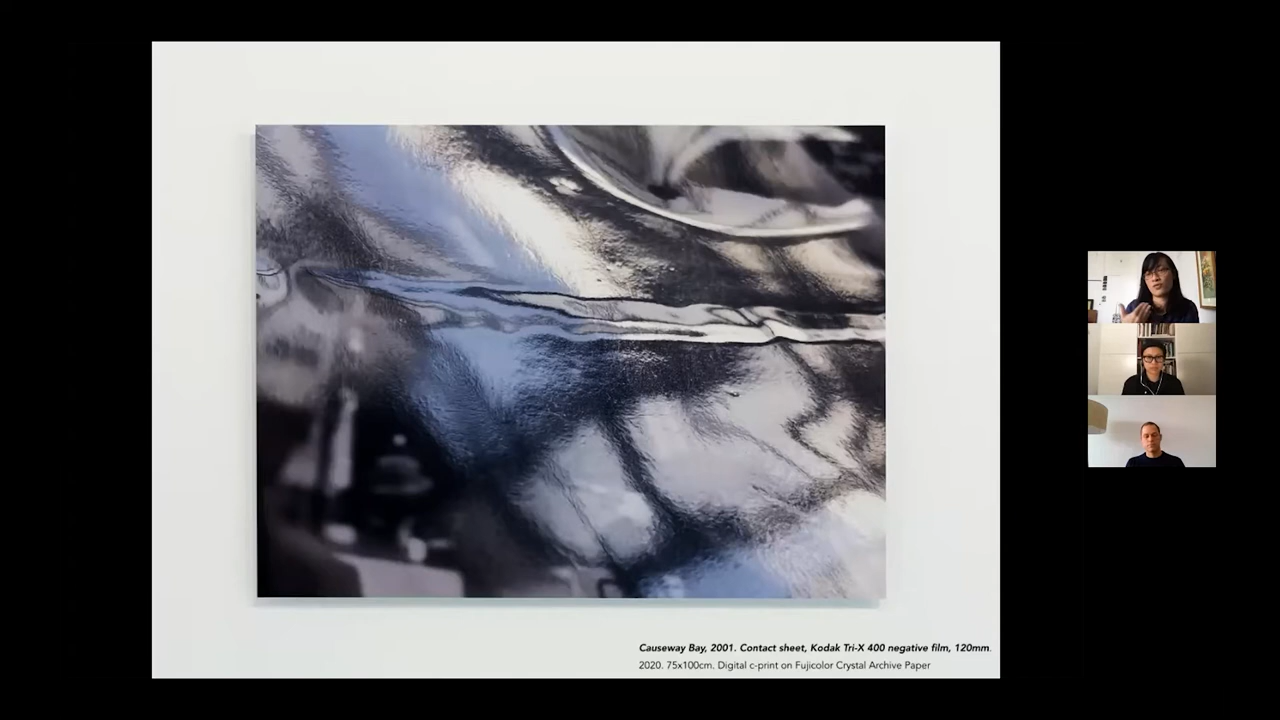 Causeway Bay, 2001. Contact sheet, Kodak Tri-X 400 negative film, 120mm.
2020. 75x100cm. Digital c-print on Fujicolor Crystal Archive Paper